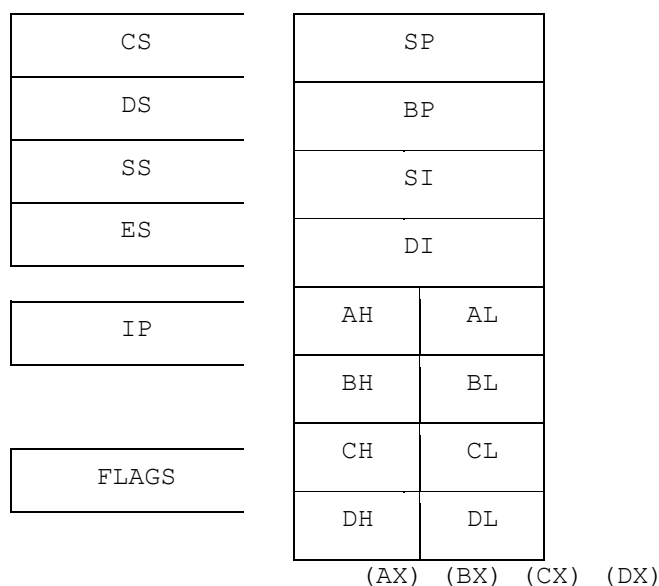 CS
DS
SS
ES
IP
FLAGS
SP
BP
SI
DI
AH AL
BH BL
CH CL
DH DL
(AX) (BX) (CX) (DX)